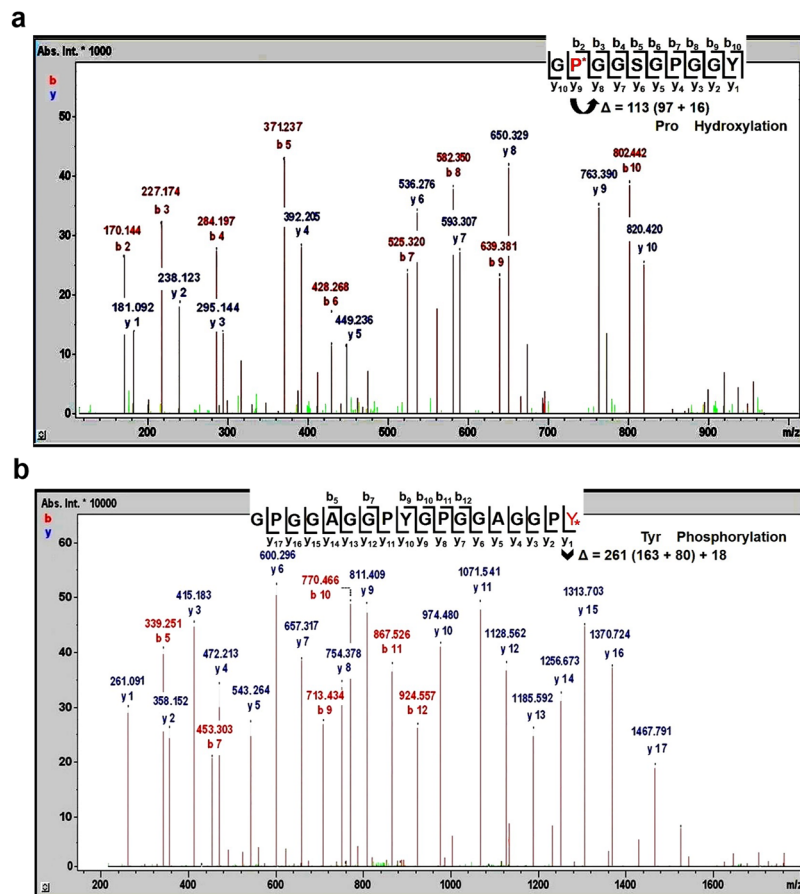 a
Abs. Int. * 1000
b
y
b2 b3 b4 b5 b6 b7 b8 b9 b10
G P* G G S G P G G Y
y10 y9 y8 y7 y6 y5 y4 y3 y2 y1
Δ = 113 (97 + 16)
Pro Hydroxylation
50
40
30
20
10
0
170.144
b 2
181.092
y 1
227.174
b 3
238.123
y 2
284.197
b 4
295.144
y 3
371.237
b 5
392.205
y 4
428.268
b 6
449.236
y 5
525.320
b 7
536.276
y 6
582.350
b 8
593.307
y 7
639.381
b 9
650.329
y 8
763.390
y 9
802.442
b 10
820.420
y 10
200 300 400 500 600 700 800 900 m/z
b
Abs. Int. * 10000
b
y
b5 b7 b9 b10 b11 b12
G P G G A G G P Y G P G G A G G P Y*
y17 y16 y15 y14 y13 y12 y11 y10 y9 y8 y7 y6 y5 y4 y3 y2 y1
Tyr Phosphorylation
Δ = 261 (163 + 80) + 18
60
50
40
30
20
10
0
261.091
y 1
339.251
b 5
358.152
y 2
415.183
y 3
453.303
b 7
472.213
y 4
543.264
y 5
600.296
y 6
657.317
y 7
713.434
b 9
754.378
y 8
770.466
b 10
811.409
y 9
867.526
b 11
924.557
b 12
974.480
y 10
1071.541
y 11
1128.562
y 12
1185.592
y 13
1256.673
y 14
1313.703
y 15
1370.724
y 16
1467.791
y 17
200 400 600 800 1000 1200 1400 1600 m/z